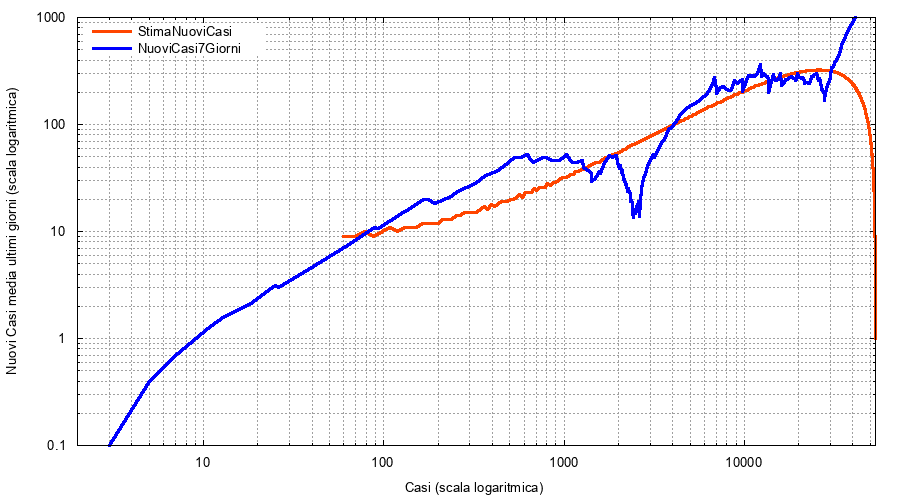 1000
StimaNuoviCasi
NuoviCasi7Giorni
100
10
1
0.1
Nuovi Casi media ultimi giorni (scala logaritmica)
10
100
1000
10000
Casi (scala logaritmica)